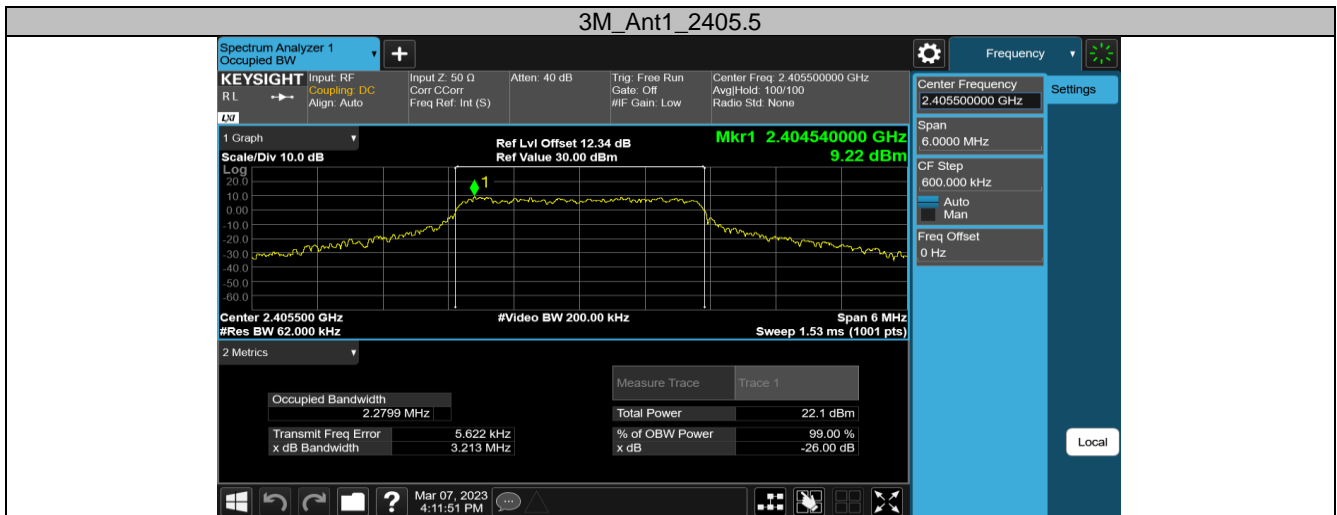 3M_Ant1_2405.5
Spectrum Analyzer 1
Occupied BW
+
Frequency
KEYSIGHT Input: RF Input Z: 50 Ω Atten: 40 dB Trig: Free Run Center Freq: 2.405500000 GHz
RL Coupling: DC Corr CCorr Gate: Off Avg|Hold: 100/100
Align: Auto Freq Ref: Int (S) #IF Gain: Low Radio Std: None
LXI
1 Graph
Ref Lvl Offset 12.34 dB
Mkr1 2.404540000 GHz
Scale/Div 10.0 dB Ref Value 30.00 dBm 9.22 dBm
Log
20.0
1
10.0
0.00
-10.0
-20.0
-30.0
-40.0
-50.0
-60.0
Center 2.405500 GHz #Video BW 200.00 kHz Span 6 MHz
#Res BW 62.000 kHz Sweep 1.53 ms (1001 pts)
2 Metrics
Measure Trace Trace 1
Occupied Bandwidth
2.2799 MHz
Total Power 22.1 dBm
Transmit Freq Error 5.622 kHz % of OBW Power 99.00 %
x dB Bandwidth 3.213 MHz x dB -26.00 dB
Center Frequency
2.405500000 GHz
Settings
Span
6.0000 MHz
CF Step
600.000 kHz
Auto
Man
Freq Offset
0 Hz
Local
?
Mar 07, 2023
4:11:51 PM